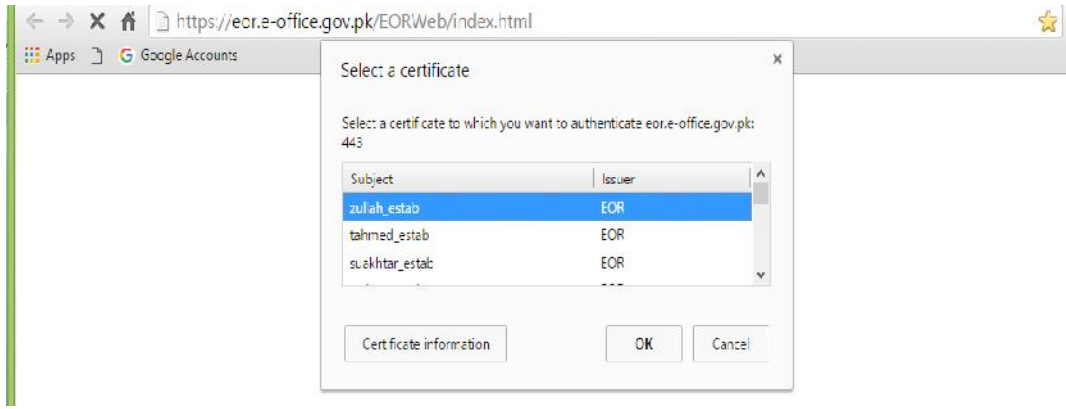 https://eor.e-office.gov.pk/EORWeb/index.html
Apps Google Accounts
Select a certificate
Select a certificate to which you want to authenticate eor.e-office.gov.pk:
443
Subject Issuer
zullah_estab EOR
tahmed_estab EOR
suakhtar_estab EOR
Certificate information OK Cancel